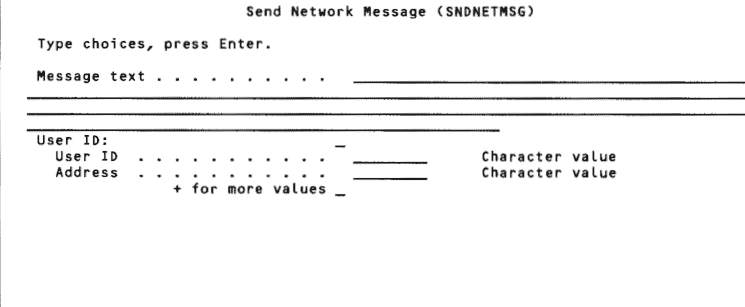 Send Network Message (SNDNETMSG)
Type choices, press Enter.
Message text . . . . . . . . . .
User ID:
User ID . . . . . . . . . . . Character value
Address . . . . . . . . . . . Character value
+ for more values